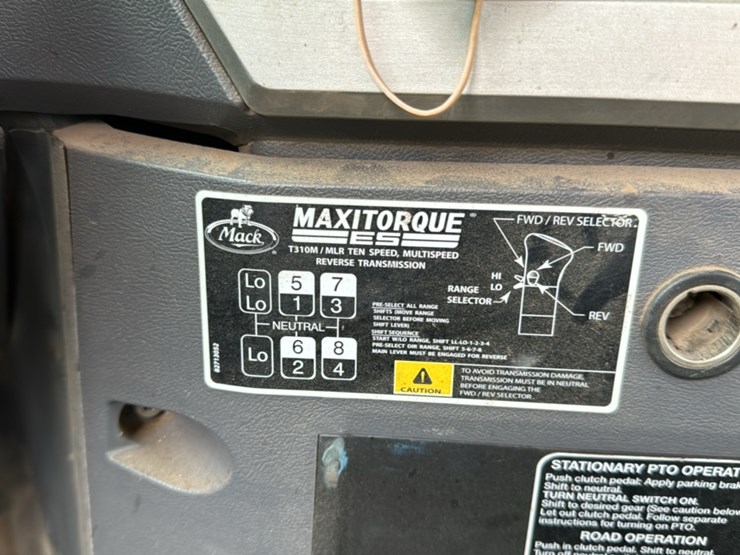 Mack
MAXITORQUE
ES
T310M / MLR TEN SPEED, MULTISPEED
REVERSE TRANSMISSION
Lo 5 7
Lo 1 3
NEUTRAL
Lo 6 8
2 4
82713052
PRE-SELECT ALL RANGE
SHIFTS (MOVE RANGE
SELECTOR BEFORE MOVING
SHIFT LEVER)
SHIFT SEQUENCE
START W/LO RANGE, SHIFT LL-LO-1-2-3-4
PRE-SELECT DIR RANGE, SHIFT 5-6-7-8
MAIN LEVER MUST BE ENGAGED FOR REVERSE
FWD / REV SELECTOR
FWD
HI
LO
RANGE
SELECTOR
REV
CAUTION
TO AVOID TRANSMISSION DAMAGE,
TRANSMISSION MUST BE IN NEUTRAL
BEFORE ENGAGING THE
FWD / REV SELECTOR
STATIONARY PTO OPERAT
Push clutch pedal: Apply parking brak
Shift to neutral.
TURN NEUTRAL SWITCH ON.
Shift to desired gear (See caution below
Let out clutch pedal. Follow separate
instructions for turning on PTO.
ROAD OPERATION
Push in clutch pedal. Shift to neutral.
Turn off